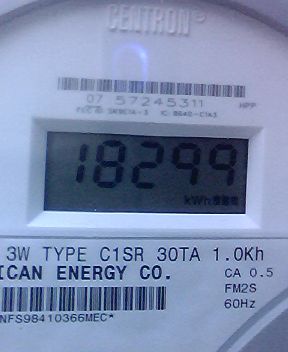 CENTRON®
07 57245311 HPP
18299
kWh
3W TYPE C1SR 30TA 1.0Kh
ICAN ENERGY CO. CA 0.5
FM2S
60Hz
NFS98410366MEC*